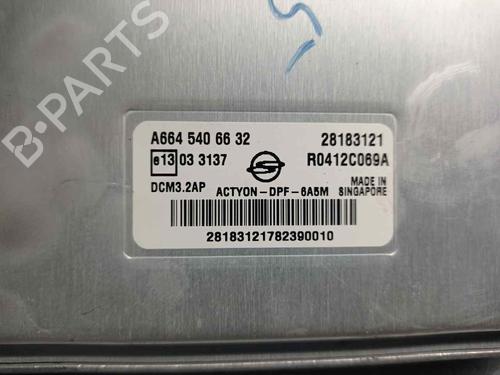 A664 540 66 32 28183121
e13 03 3137 R0412C069A
DCM3.2AP ACTYON-DPF-6A5M MADE IN SINGAPORE
28183121782390010
B-PARTS